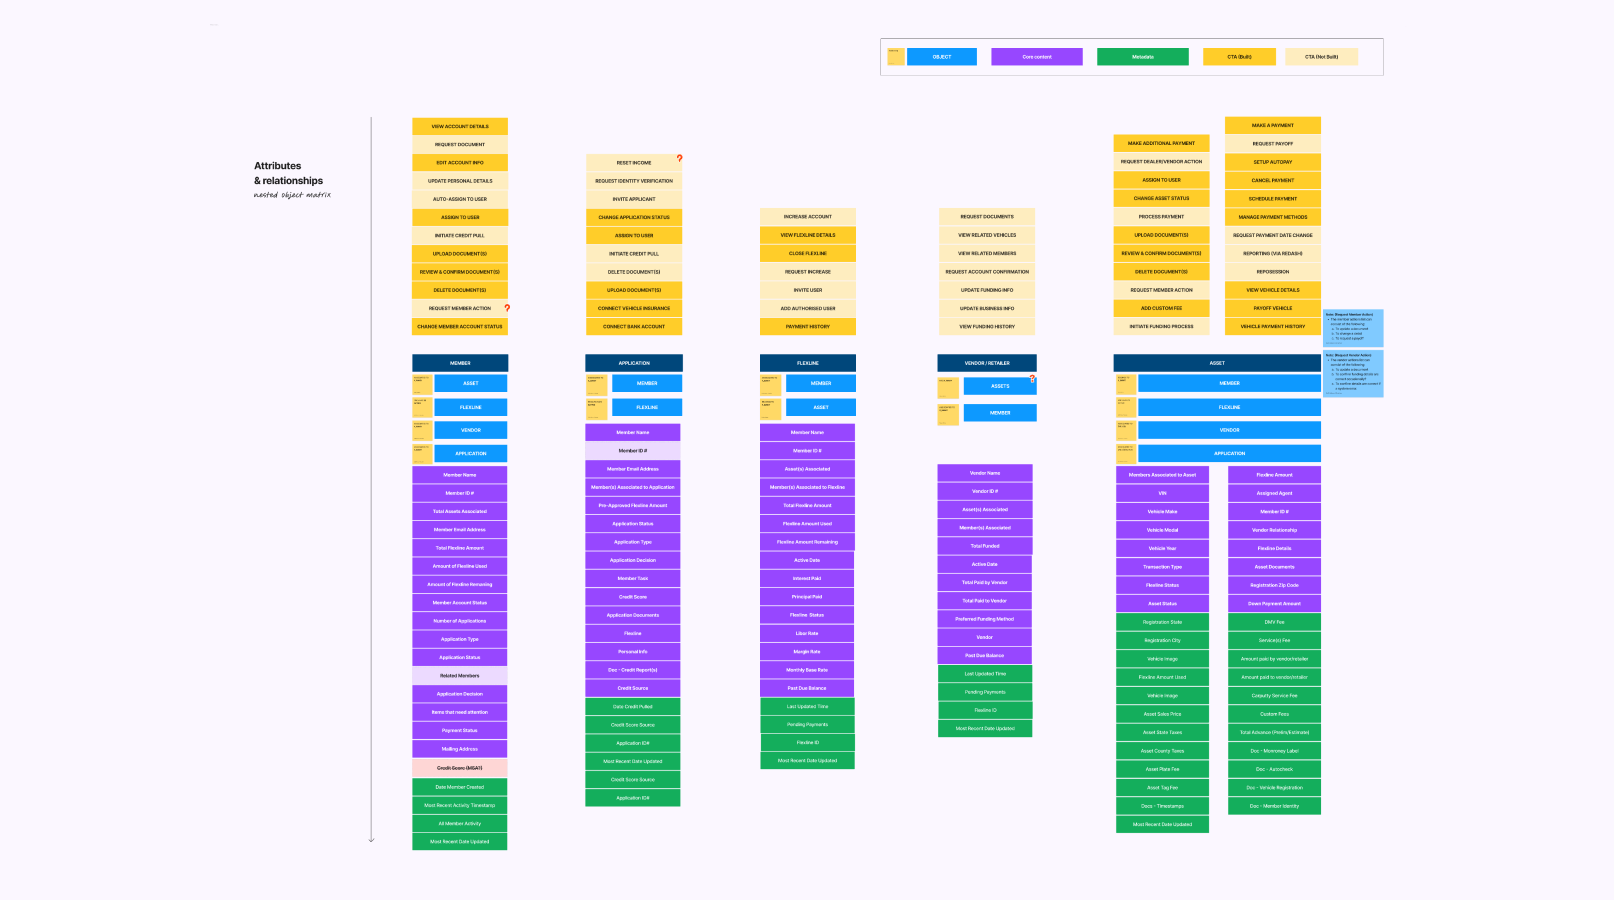 OBJECT
Core content
Metadata
CTA (Built)
CTA (Not Built)
Attributes
& relationships
nested object matrix
VIEW ACCOUNT DETAILS
REQUEST DOCUMENT
EDIT ACCOUNT INFO
UPDATE PERSONAL DETAILS
AUTO-ASSIGN TO USER
ASSIGN TO USER
INITIATE CREDIT PULL
UPLOAD DOCUMENT(S)
REVIEW & CONFIRM DOCUMENT(S)
DELETE DOCUMENT(S)
REQUEST MEMBER ACTION
CHANGE MEMBER ACCOUNT STATUS
MEMBER
ASSET
FLEXLINE
VENDOR
APPLICATION
Member Name
Member ID #
Total Assets Associated
Member Email Address
Total Flexline Amount
Amount of Flexline Used
Amount of Flexline Remaining
Member Account Status
Number of Applications
Application Type
Application Status
Related Members
Application Decision
Items that need attention
Payment Status
Mailing Address
Credit Score (MSAT)
Date Member Created
Most Recent Activity Timestamp
All Member Activity
Most Recent Date Updated
RESET INCOME
REQUEST IDENTITY VERIFICATION
INVITE APPLICANT
CHANGE APPLICATION STATUS
ASSIGN TO USER
INITIATE CREDIT PULL
DELETE DOCUMENT(S)
UPLOAD DOCUMENT(S)
CONNECT VEHICLE INSURANCE
CONNECT BANK ACCOUNT
APPLICATION
MEMBER
FLEXLINE
Member Name
Member ID #
Member Email Address
Member(s) Associated to Application
Pre-Approved Flexline Amount
Application Status
Application Type
Application Decision
Member Task
Credit Score
Application Documents
Flexline
Personal Info
Doc - Credit Report(s)
Credit Source
Date Credit Pulled
Credit Score Source
Application ID#
Most Recent Date Updated
Credit Score Source
Application ID#
INCREASE ACCOUNT
VIEW FLEXLINE DETAILS
CLOSE FLEXLINE
REQUEST INCREASE
INVITE USER
ADD AUTHORISED USER
PAYMENT HISTORY
FLEXLINE
MEMBER
ASSET
Member Name
Member ID #
Asset(s) Associated
Member(s) Associated to Flexline
Total Flexline Amount
Flexline Amount Used
Flexline Amount Remaining
Active Date
Interest Paid
Principal Paid
Flexline Status
Libar Rate
Margin Rate
Monthly Base Rate
Past Due Balance
Last Updated Time
Pending Payments
Flexline ID
Most Recent Date Updated
REQUEST DOCUMENTS
VIEW RELATED VEHICLES
VIEW RELATED MEMBERS
REQUEST ACCOUNT CONFIRMATION
UPDATE FUNDING INFO
UPDATE BUSINESS INFO
VIEW FUNDING HISTORY
VENDOR / RETAILER
ASSETS
MEMBER
Vendor Name
Vendor ID #
Asset(s) Associated
Member(s) Associated
Total Funded
Active Date
Total Paid by Vendor
Total Paid to Vendor
Preferred Funding Method
Vendor
Past Due Balance
Last Updated Time
Pending Payments
Flexline ID
Most Recent Date Updated
MAKE ADDITIONAL PAYMENT
REQUEST DEALER/VENDOR ACTION
ASSIGN TO USER
CHANGE ASSET STATUS
PROCESS PAYMENT
UPLOAD DOCUMENT(S)
REVIEW & CONFIRM DOCUMENT(S)
DELETE DOCUMENT(S)
REQUEST MEMBER ACTION
ADD CUSTOM FEE
INITIATE FUNDING PROCESS
MAKE A PAYMENT
REQUEST PAYOFF
SETUP AUTOPAY
CANCEL PAYMENT
SCHEDULE PAYMENT
MANAGE PAYMENT METHODS
REQUEST PAYMENT DATE CHANGE
REPORTING (VIA REDASH)
REPOSESSION
VIEW VEHICLE DETAILS
PAYOFF VEHICLE
VEHICLE PAYMENT HISTORY
ASSET
MEMBER
FLEXLINE
VENDOR
APPLICATION
Members Associated to Asset
VIN
Vehicle Make
Vehicle Model
Vehicle Year
Transaction Type
Flexline Status
Asset Status
Registration State
Registration City
Vehicle Image
Flexline Amount Used
Vehicle Image
Asset Sales Price
Asset State Taxes
Asset County Taxes
Asset Plate Fee
Asset Tag Fee
Docs - Timestamps
Most Recent Date Updated
Flexline Amount
Assigned Agent
Member ID #
Vendor Relationship
Flexline Details
Asset Documents
Registration Zip Code
Down Payment Amount
DMV Fee
Service(s) Fee
Amount paid by vendor/retailer
Amount paid to vendor/retailer
Carputty Service Fee
Custom Fees
Total Advance (Prelim/Estimated)
Doc - Monroney Label
Doc - Autocheck
Doc - Vehicle Registration
Doc - Member Identity
Note: (Request Member Action)
Note: (Request Vendor Action)